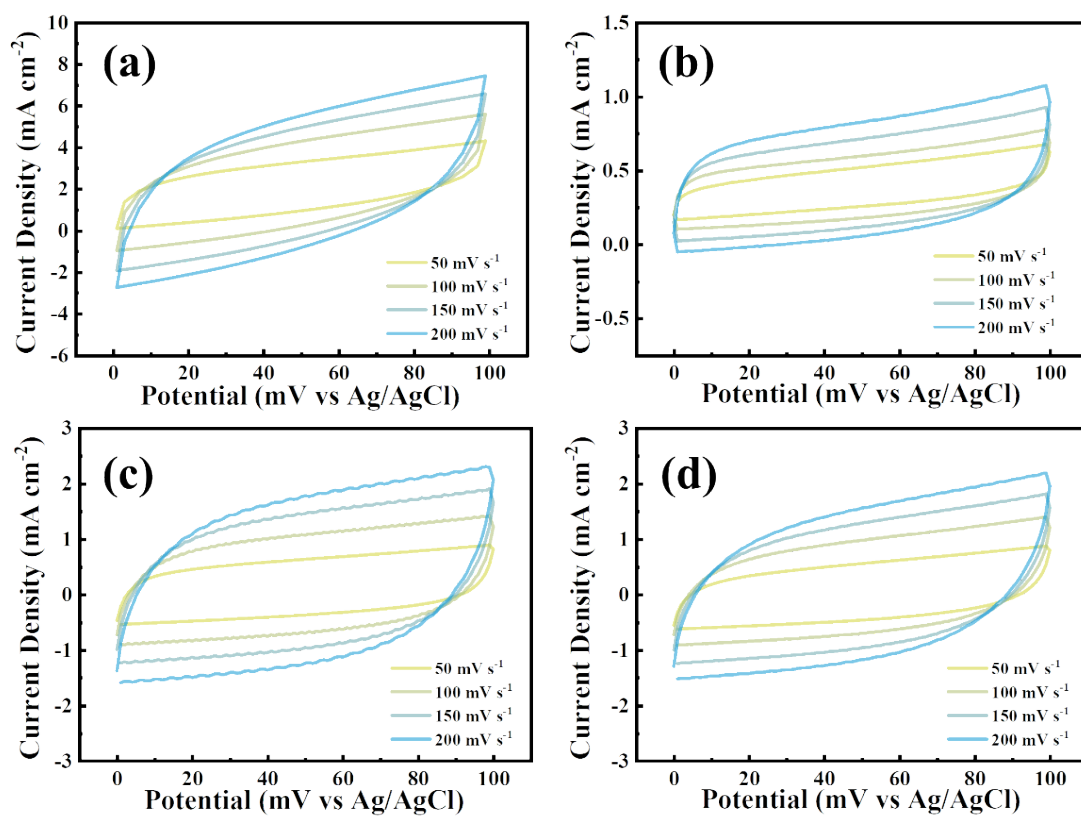 (a)
Current Density (mA cm⁻²)
10
8
6
4
2
0
-2
-4
-6
50 mV s⁻¹
100 mV s⁻¹
150 mV s⁻¹
200 mV s⁻¹
0 20 40 60 80 100
Potential (mV vs Ag/AgCl)
(b)
Current Density (mA cm⁻²)
1.5
1.0
0.5
0.0
-0.5
50 mV s⁻¹
100 mV s⁻¹
150 mV s⁻¹
200 mV s⁻¹
0 20 40 60 80 100
Potential (mV vs Ag/AgCl)
(c)
Current Density (mA cm⁻²)
3
2
1
0
-1
-2
-3
50 mV s⁻¹
100 mV s⁻¹
150 mV s⁻¹
200 mV s⁻¹
0 20 40 60 80 100
Potential (mV vs Ag/AgCl)
(d)
Current Density (mA cm⁻²)
3
2
1
0
-1
-2
-3
50 mV s⁻¹
100 mV s⁻¹
150 mV s⁻¹
200 mV s⁻¹
0 20 40 60 80 100
Potential (mV vs Ag/AgCl)